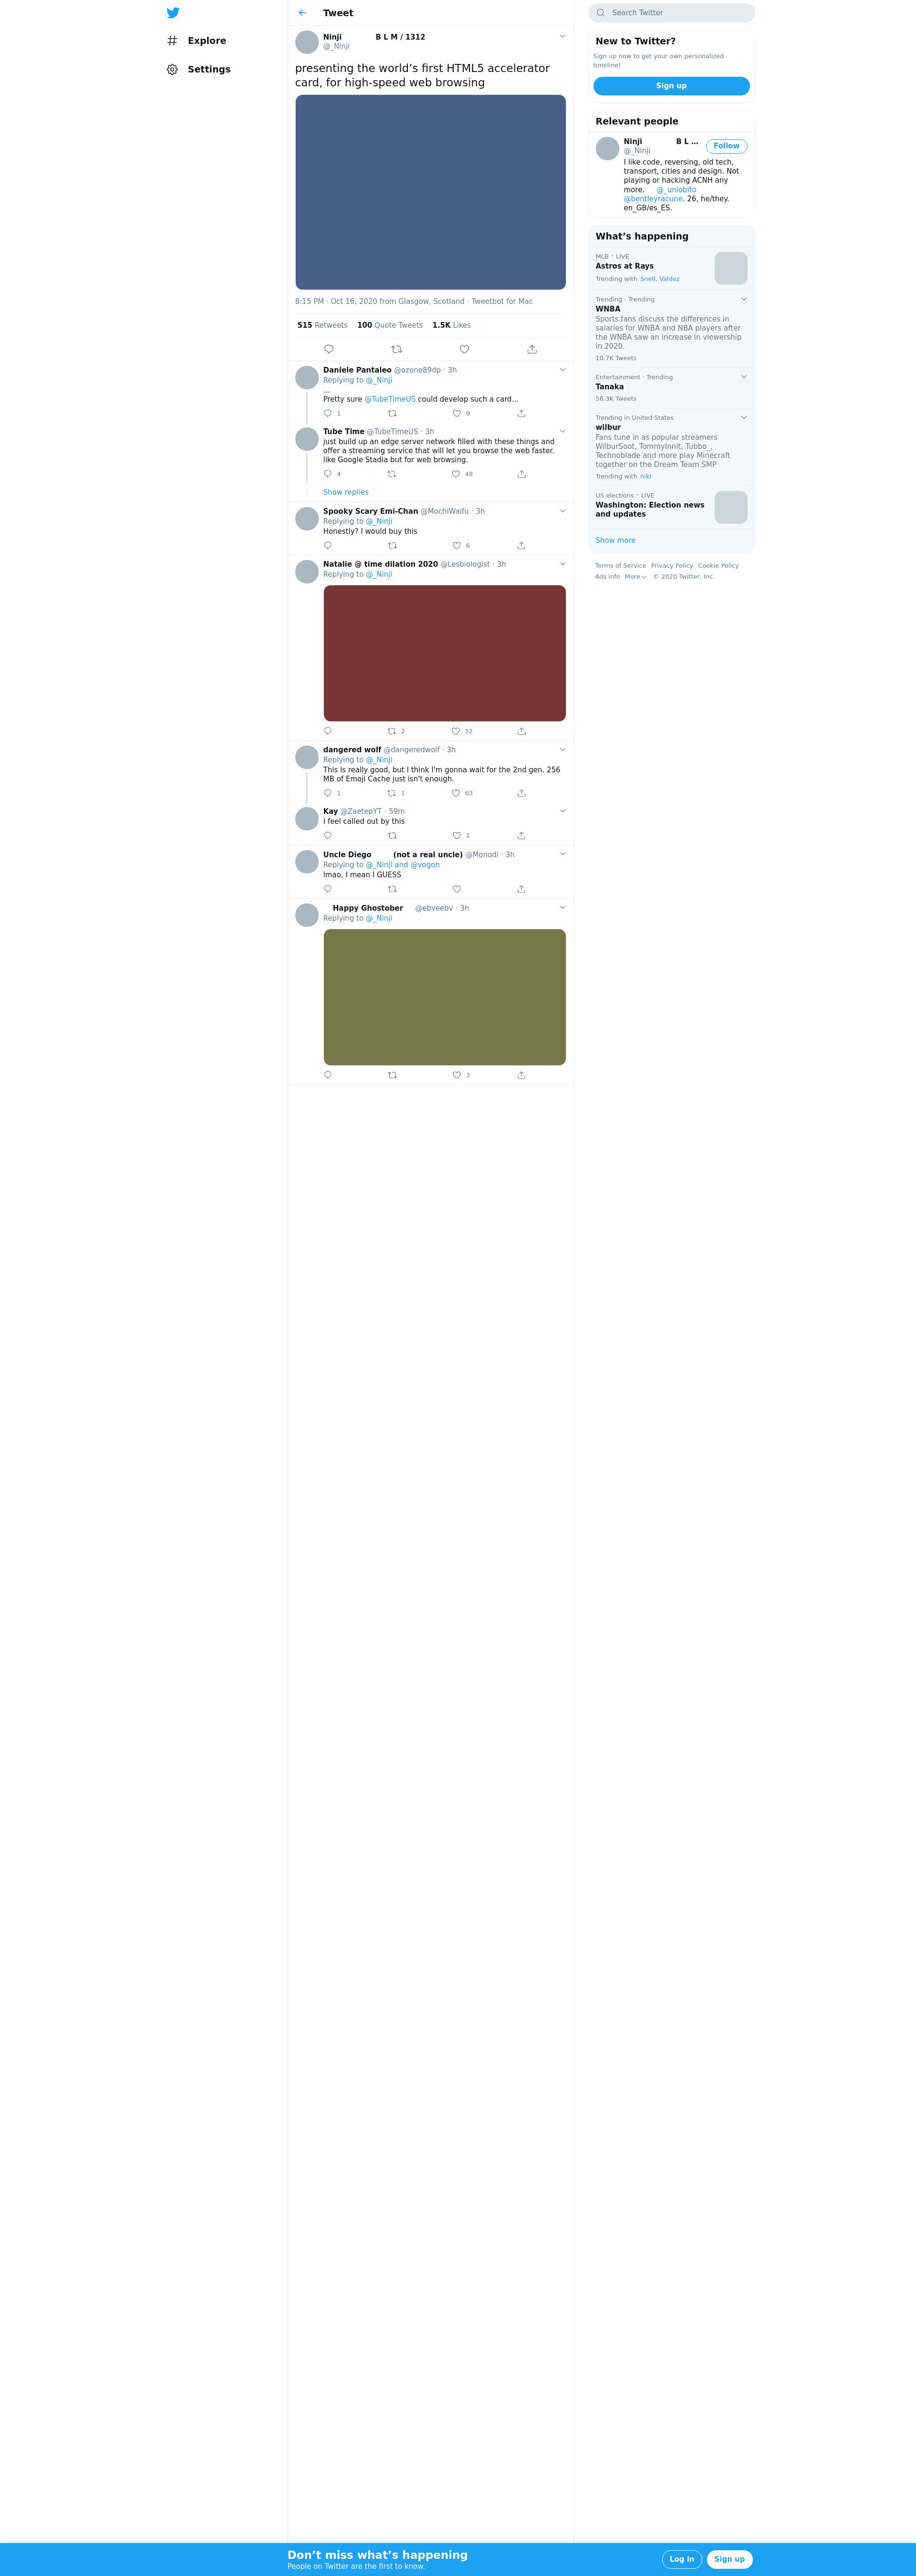 Explore
Settings
Tweet
Ninji B L M / 1312
@_Ninji
presenting the world’s first HTML5 accelerator
card, for high-speed web browsing
8:15 PM · Oct 16, 2020 from Glasgow, Scotland · Tweetbot for Mac
515 Retweets 100 Quote Tweets 1.5K Likes
Daniele Pantaleo @ozone89dp · 3h
Replying to @_Ninji
...
Pretty sure @TubeTimeUS could develop such a card...
1 9
Tube Time @TubeTimeUS · 3h
just build up an edge server network filled with these things and
offer a streaming service that will let you browse the web faster.
like Google Stadia but for web browsing.
4 48
Show replies
Spooky Scary Emi-Chan @MochiWaifu · 3h
Replying to @_Ninji
Honestly? I would buy this
6
Natalie @ time dilation 2020 @Lesbiologist · 3h
Replying to @_Ninji
2 52
dangered wolf @dangeredwolf · 3h
Replying to @_Ninji
This is really good, but I think I'm gonna wait for the 2nd gen. 256
MB of Emoji Cache just isn't enough.
1 1 63
Kay @ZaetepYT · 59m
I feel called out by this
1
Uncle Diego (not a real uncle) @Monodi · 3h
Replying to @_Ninji and @vogon
lmao, I mean I GUESS
Happy Ghostober @ebveebv · 3h
Replying to @_Ninji
3
Search Twitter
New to Twitter?
Sign up now to get your own personalized
timeline!
Sign up
Relevant people
Ninji B L …
@_Ninji
Follow
I like code, reversing, old tech,
transport, cities and design. Not
playing or hacking ACNH any
more. @_unlobito
@bentleyracune. 26, he/they.
en_GB/es_ES.
What’s happening
MLB · LIVE
Astros at Rays
Trending with Snell, Valdez
Trending · Trending
WNBA
Sports fans discuss the differences in
salaries for WNBA and NBA players after
the WNBA saw an increase in viewership
in 2020.
10.7K Tweets
Entertainment · Trending
Tanaka
56.3K Tweets
Trending in United States
wilbur
Fans tune in as popular streamers
WilburSoot, TommyInnit, Tubbo_,
Technoblade and more play Minecraft
together on the Dream Team SMP
Trending with niki
US elections · LIVE
Washington: Election news
and updates
Show more
Terms of Service Privacy Policy Cookie Policy
Ads info More © 2020 Twitter, Inc.
Don’t miss what’s happening
People on Twitter are the first to know.
Log in
Sign up